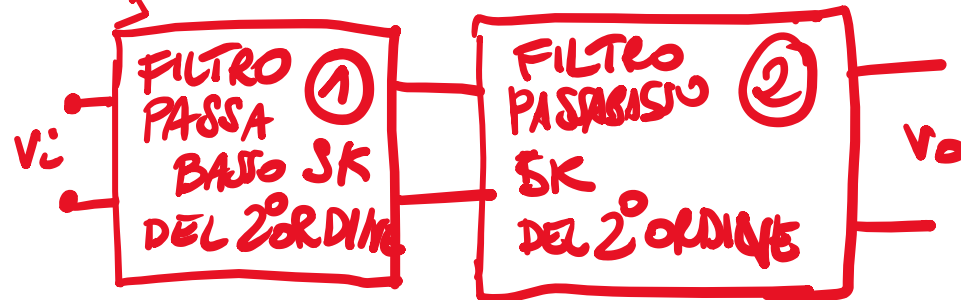 Vi
FILTRO ①
PASSA
BASSO SK
DEL 2° ORDINE
FILTRO ②
PASSABASSO
SK
DEL 2° ORDINE
Vo